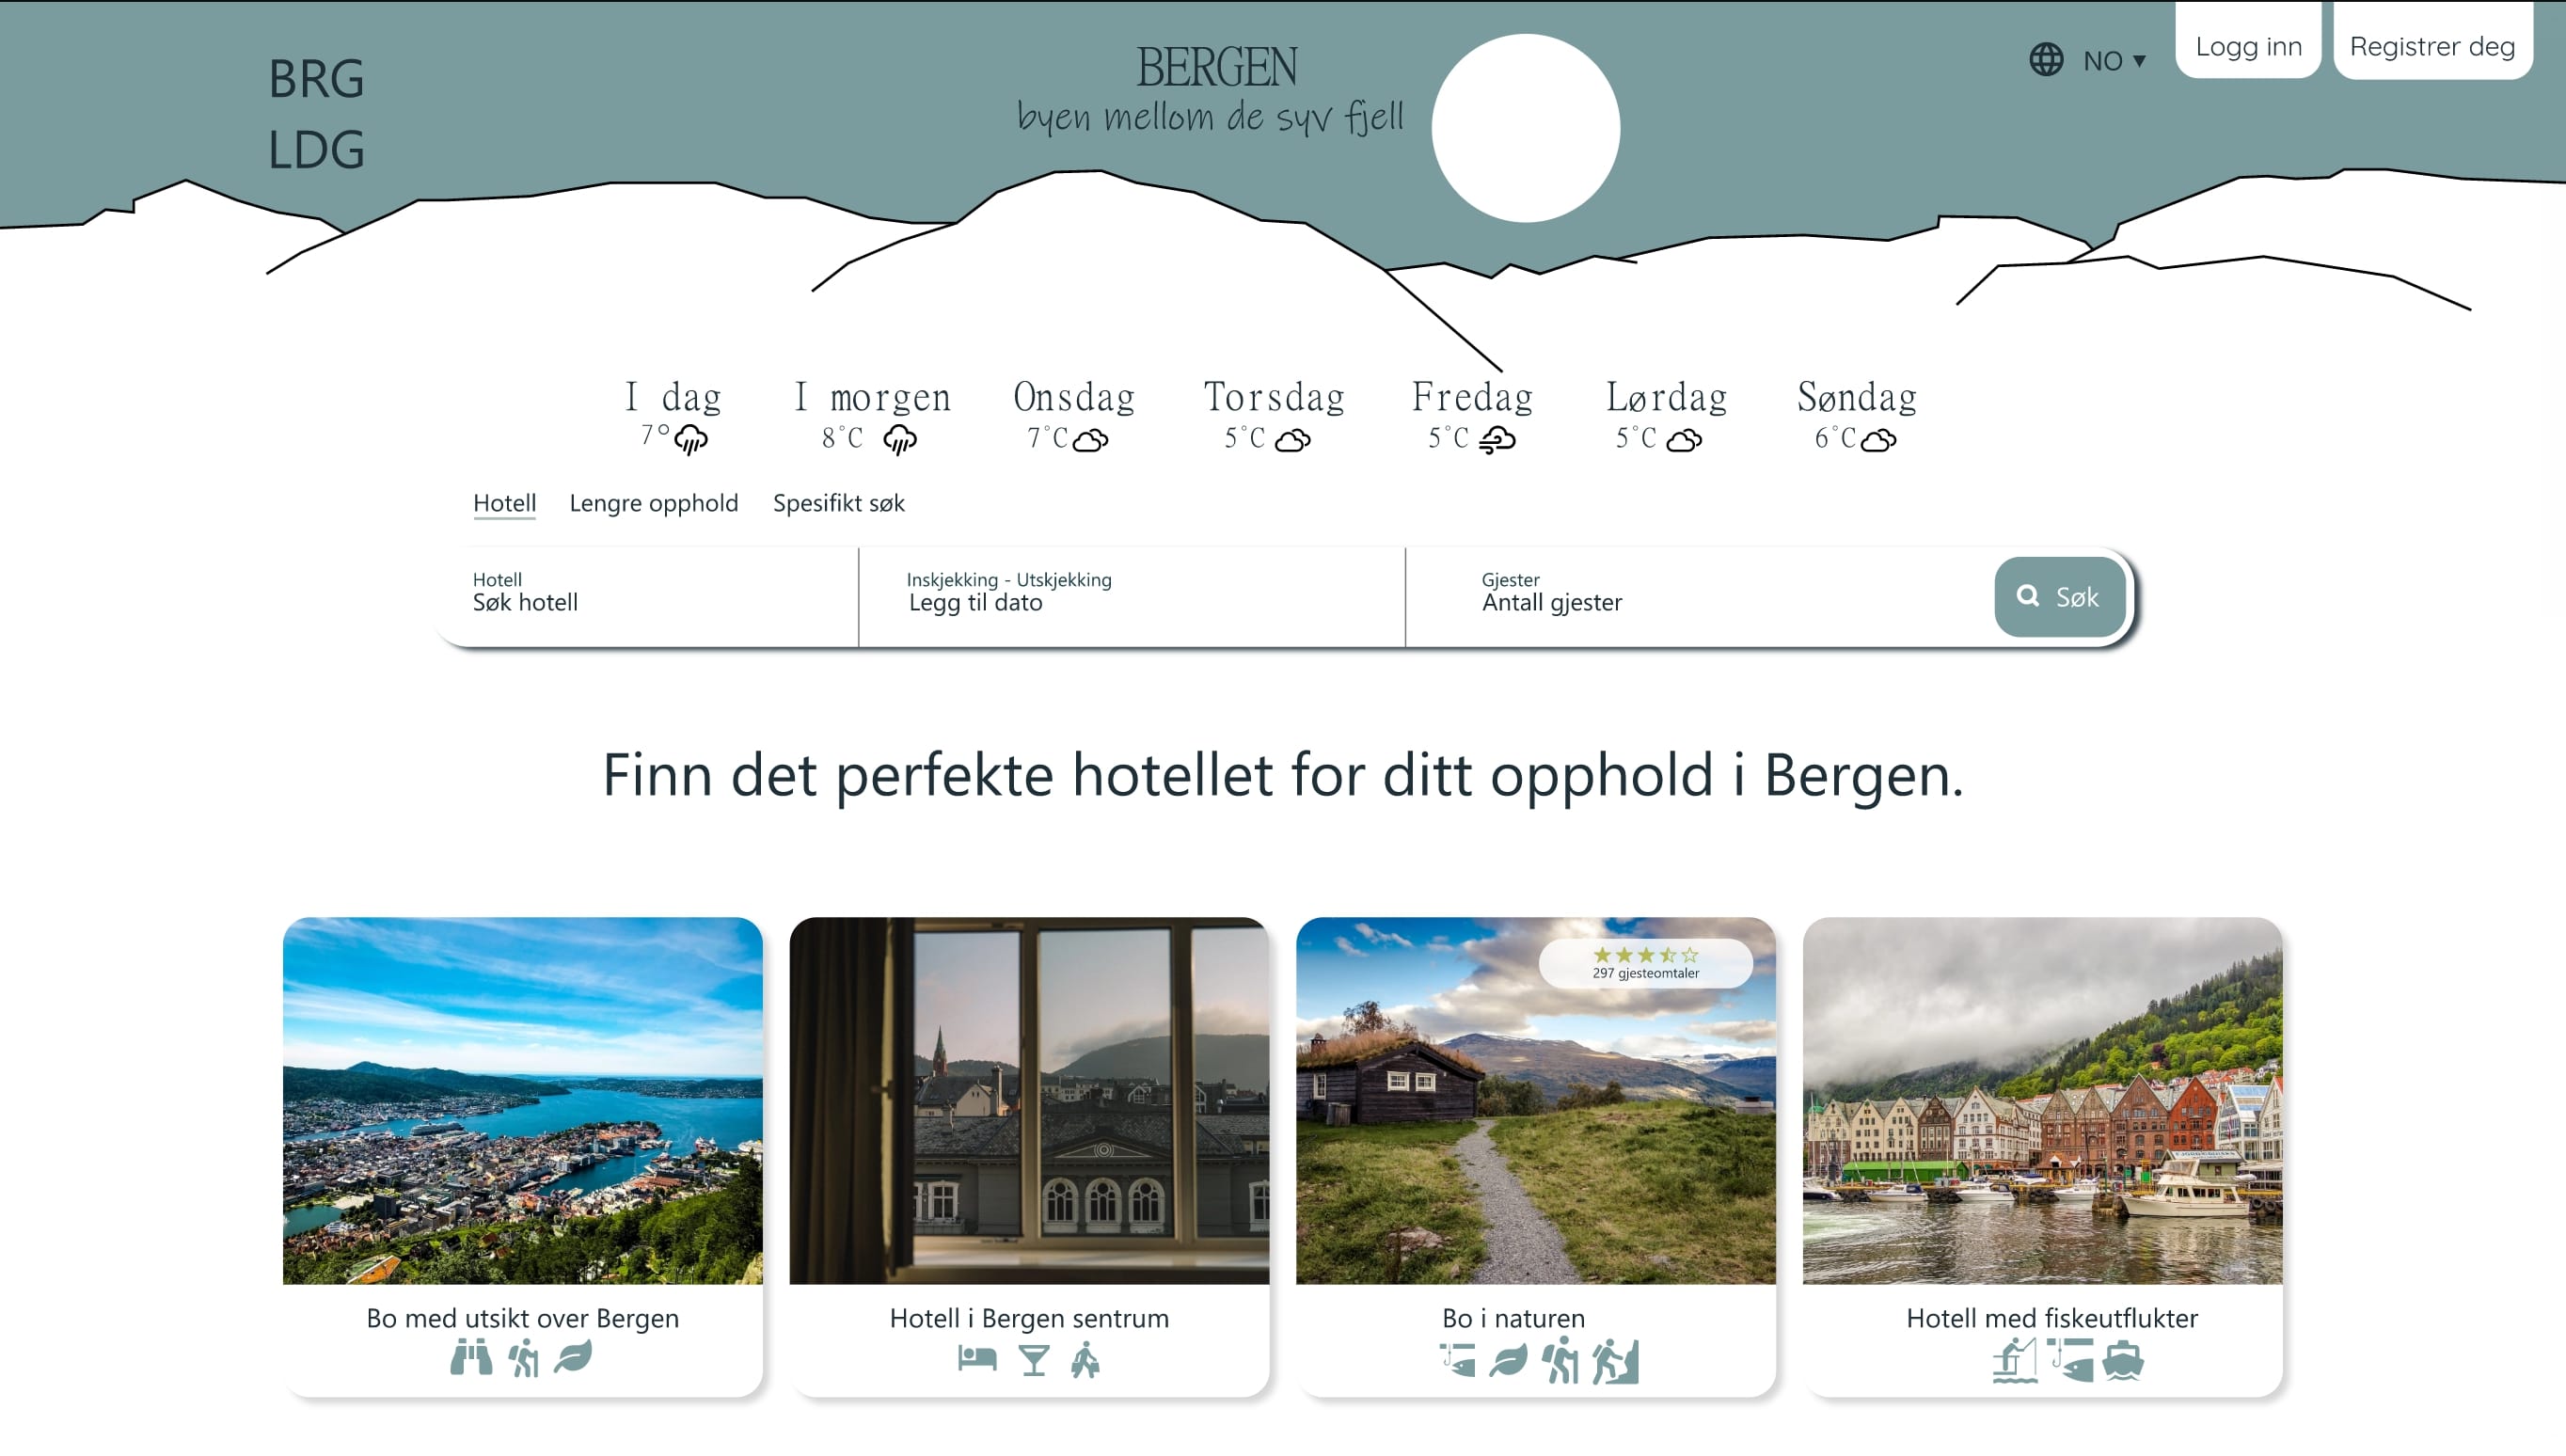 BRG
LDG
BERGEN
byen mellom de syv fjell
NO ▼
Logg inn
Registrer deg
I dag
7°
I morgen
8°C
Onsdag
7°C
Torsdag
5°C
Fredag
5°C
Lørdag
5°C
Søndag
6°C
Hotell
Lengre opphold
Spesifikt søk
Hotell
Søk hotell
Inskjekking - Utskjekking
Legg til dato
Gjester
Antall gjester
Søk
Finn det perfekte hotellet for ditt opphold i Bergen.
297 gjesteomtaler
Bo med utsikt over Bergen
Hotell i Bergen sentrum
Bo i naturen
Hotell med fiskeutflukter